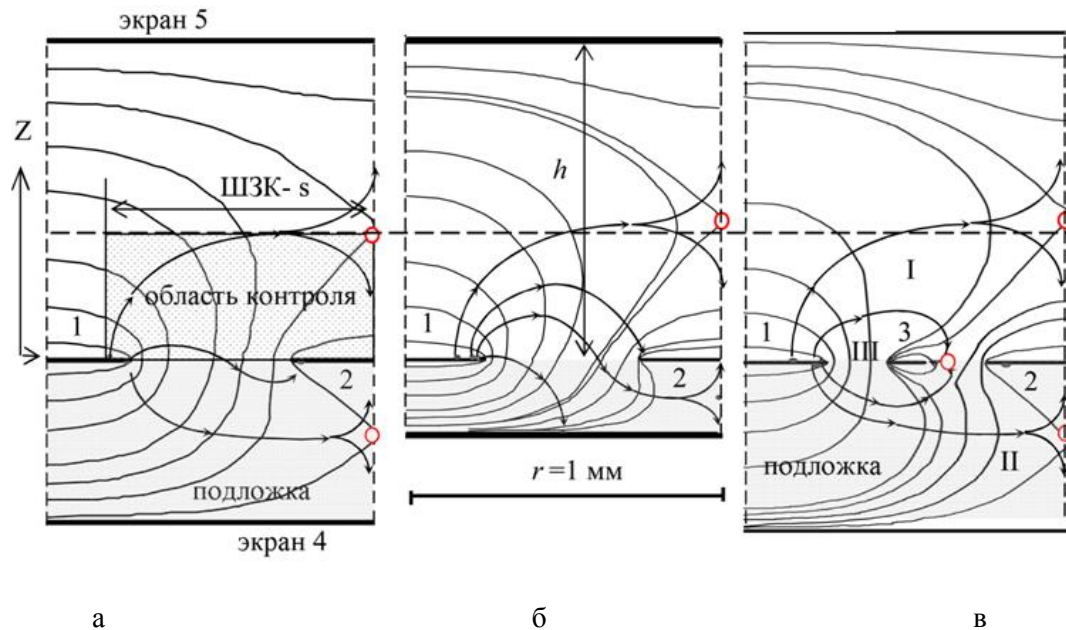 экран 5
Z
ШЗК- s
область контроля
1
2
подложка
экран 4
h
1
2
r =1 мм
I
1
III
3
2
II
подложка
а
б
в